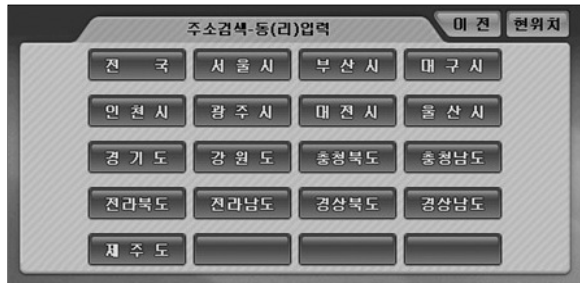 주소검색-동(리)입력 이 전 현위치
전 국 서 울 시 부 산 시 대 구 시
인 천 시 광 주 시 대 전 시 울 산 시
경 기 도 강 원 도 충청북도 충청남도
전라북도 전라남도 경상북도 경상남도
제 주 도